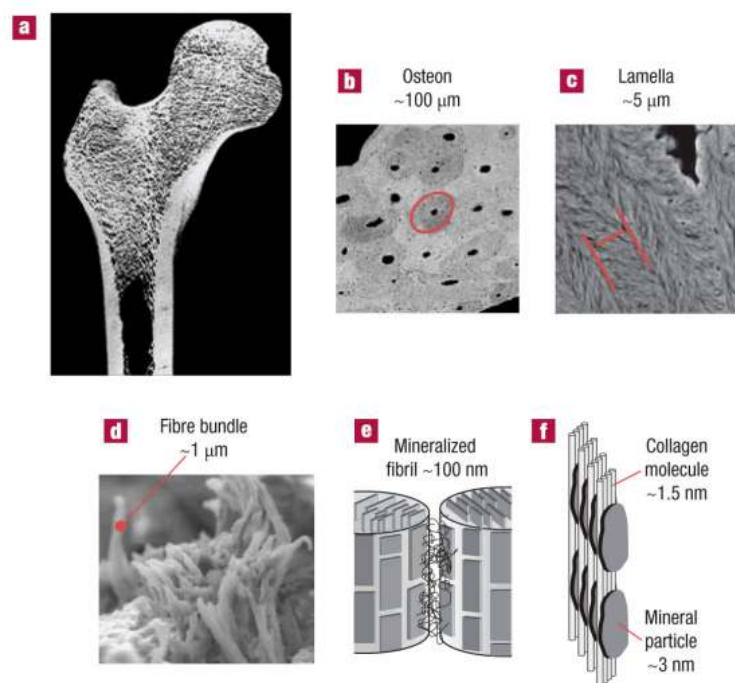 a
b
Osteon
~100 μm
c
Lamella
~5 μm
d
Fibre bundle
~1 μm
e
Mineralized
fibril ~100 nm
f
Collagen
molecule
~1.5 nm
Mineral
particle
~3 nm